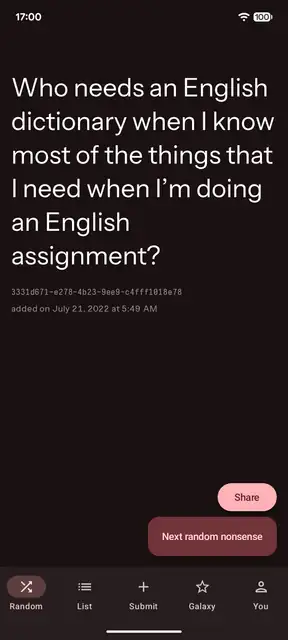 17:00
100
Who needs an English
dictionary when I know
most of the things that
I need when I'm doing
an English
assignment?
3331d671-e278-4b23-9ee9-c4fff1018e78
added on July 21, 2022 at 5:49 AM
Share
Next random nonsense
Random
List
Submit
Galaxy
You